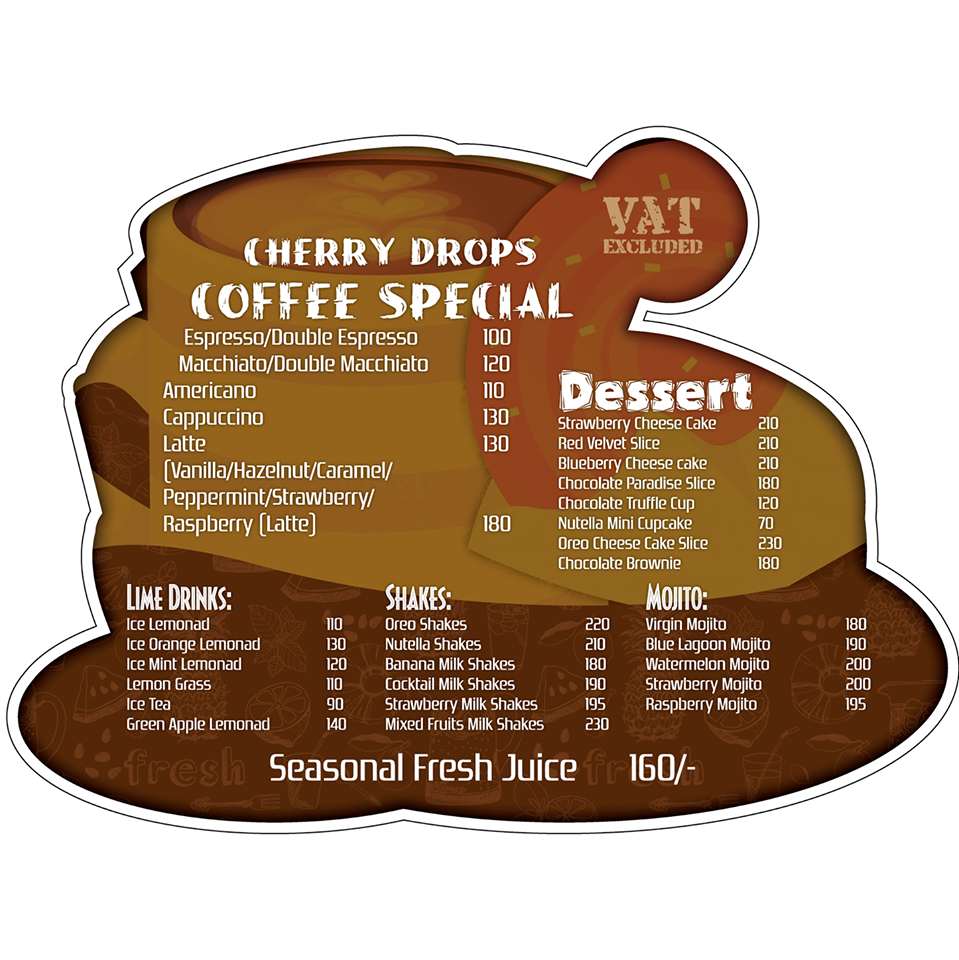 VAT
EXCLUDED
CHERRY DROPS
COFFEE SPECIAL
Espresso/Double Espresso 100
Macchiato/Double Macchiato 120
Americano 110
Cappuccino 130
Latte 130
(Vanilla/Hazelnut/Caramel/
Peppermint/Strawberry/
Raspberry (Latte) 180
Dessert
Strawberry Cheese Cake 210
Red Velvet Slice 210
Blueberry Cheese cake 210
Chocolate Paradise Slice 180
Chocolate Truffle Cup 120
Nutella Mini Cupcake 70
Oreo Cheese Cake Slice 230
Chocolate Brownie 180
LIME DRINKS:
Ice Lemonad 110
Ice Orange Lemonad 130
Ice Mint Lemonad 120
Lemon Grass 110
Ice Tea 90
Green Apple Lemonad 140
SHAKES:
Oreo Shakes 220
Nutella Shakes 210
Banana Milk Shakes 180
Cocktail Milk Shakes 190
Strawberry Milk Shakes 195
Mixed Fruits Milk Shakes 230
MOJITO:
Virgin Mojito 180
Blue Lagoon Mojito 190
Watermelon Mojito 200
Strawberry Mojito 200
Raspberry Mojito 195
fresh
Seasonal Fresh Juice 160/-